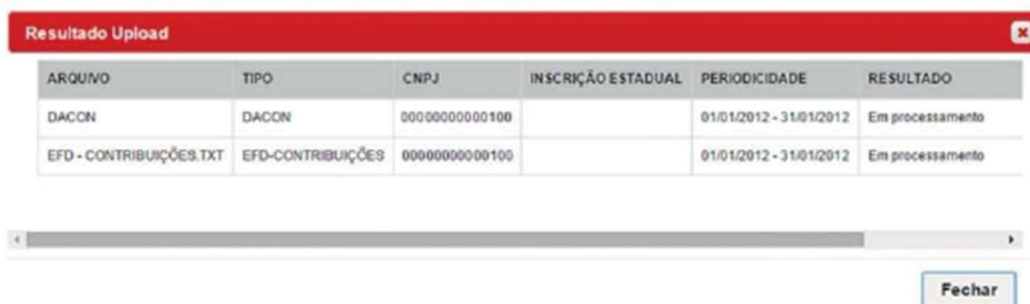 Resultado Upload
ARQUIVO TIPO CNPJ INSCRIÇÃO ESTADUAL PERIODICIDADE RESULTADO
DACON DACON 00000000000100 01/01/2012 - 31/01/2012 Em processamento
EFD - CONTRIBUIÇÕES.TXT EFD-CONTRIBUIÇÕES 00000000000100 01/01/2012 - 31/01/2012 Em processamento
Fechar